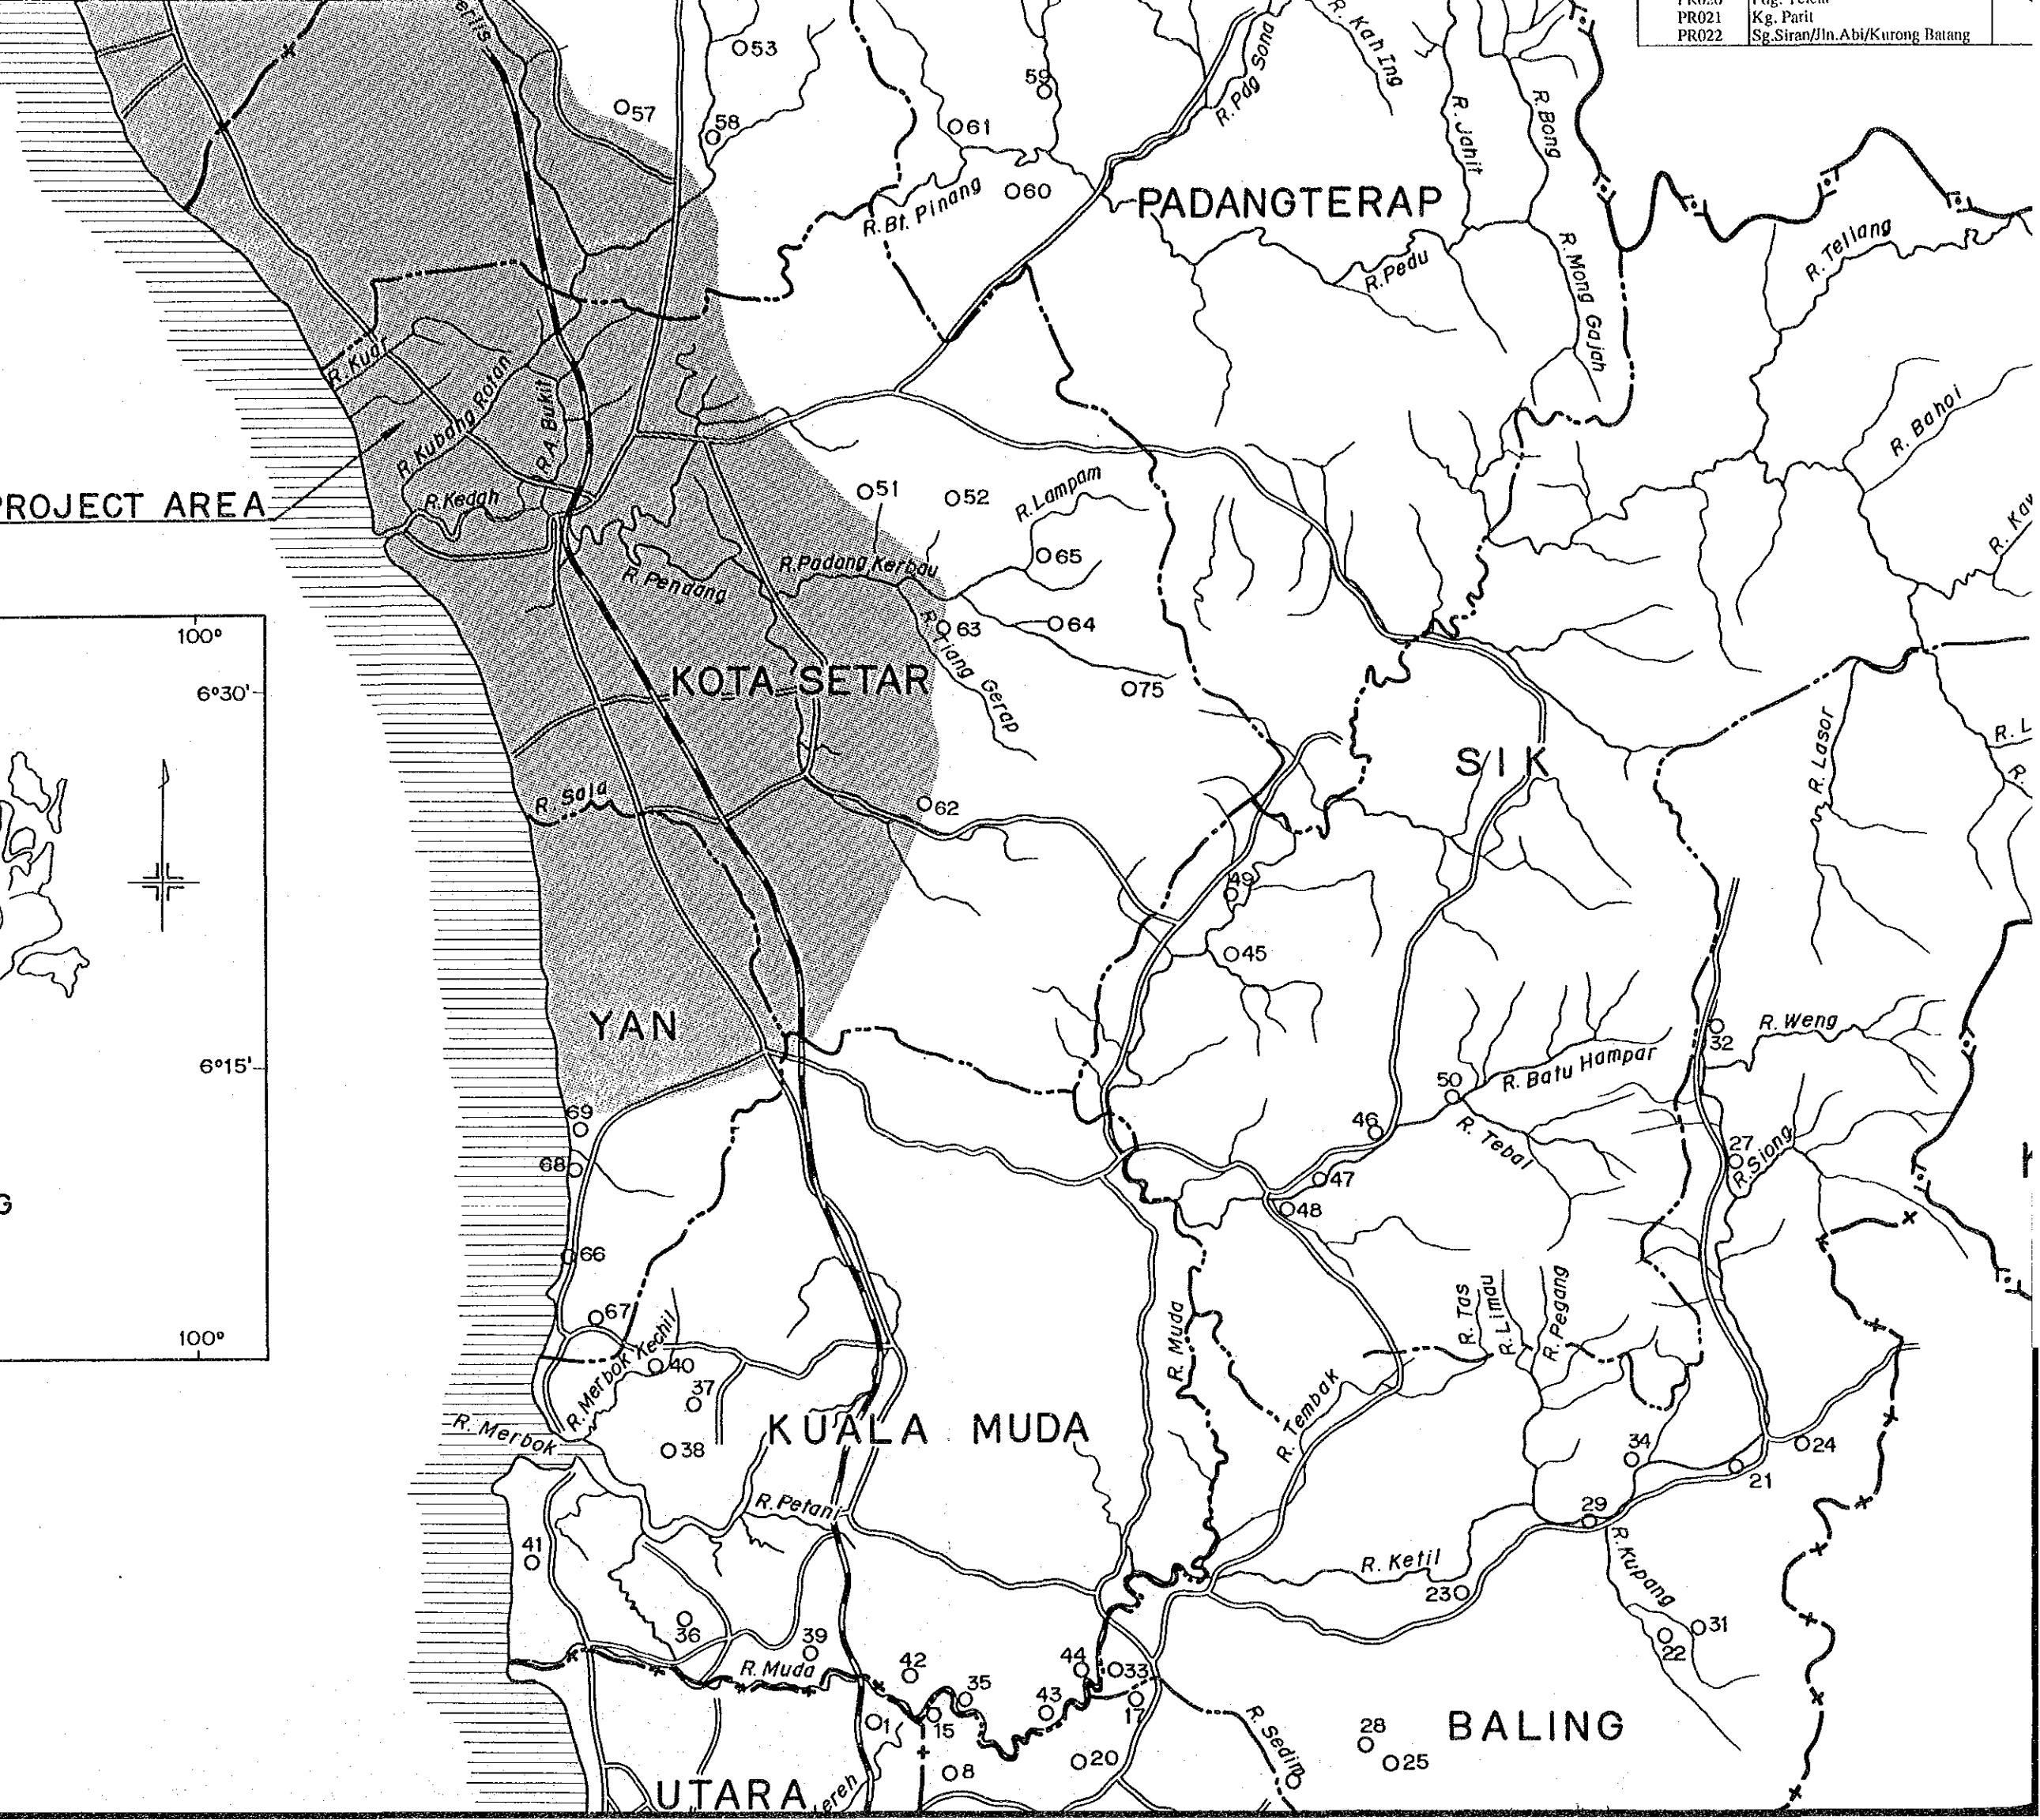 PR021 Kg. Parit
PR022 Sg.Siran/Jln.Abi/Kurong Batang
R. Kah Ing
R. Pdg Sona
53
59
57
58
61
R. Jahit
R. Bong
60
PADANGTERAP
R. Bt. Pinang
R. Pedu
R. Mong Gajah
R. Tellang
R. Kuar
R. Kubang Rotan
R. A. Bukit
R. Bahoi
PROJECT AREA
R. Kedah
51
52
R. Lampam
65
R. Padang Kerbau
R. Pendang
64
63
R. Tiang Gerap
100°
6°30'
KOTA SETAR
75
SIK
R. Lasor
R. Sala
62
49
45
YAN
6°15'
R. Weng
32
50
R. Batu Hampar
69
46
R. Tebal
27
R. Siong
68
47
48
66
67
R. Merbok Kechil
40
37
R. Muda
R. Tas
R. Limau
R. Pegang
100°
R. Merbok
38
KUALA MUDA
R. Tembak
34
24
21
R. Petani
29
41
R. Ketil
23
R. Kupang
31
22
36
39
R. Muda
42
35
44
33
43
17
1
15
R. Sedim
28
25
BALING
20
8
UTARA